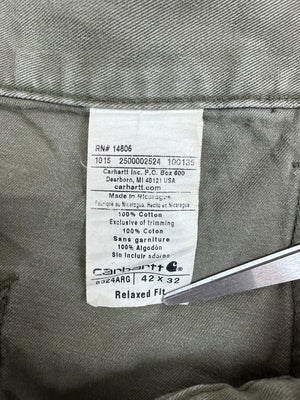 RN# 14806
1015 2500002524 100135
Carhartt Inc. P.O. Box 600
Dearborn, MI 48121 USA
carhartt.com
Made in Nicaragua
Fabriqué au Nicaragua, Hecho en Nicaragua
100% Cotton
Exclusive of trimming
100% Coton
Sans garniture
100% Algodón
Sin incluir adornos
Carhartt
B324ARG 42 X 32
Relaxed Fit